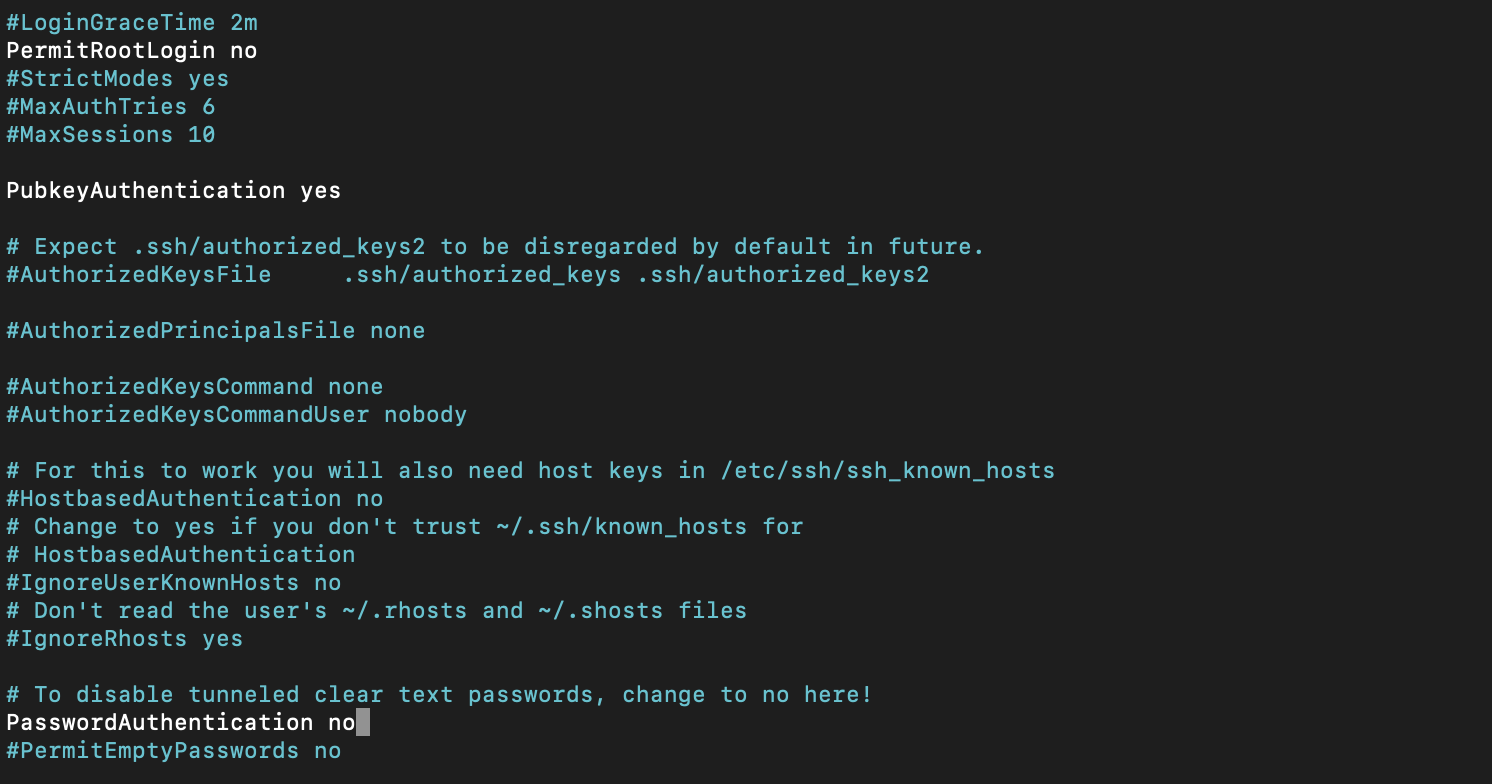 #LoginGraceTime 2m
PermitRootLogin no
#StrictModes yes
#MaxAuthTries 6
#MaxSessions 10
PubkeyAuthentication yes
# Expect .ssh/authorized_keys2 to be disregarded by default in future.
#AuthorizedKeysFile     .ssh/authorized_keys .ssh/authorized_keys2
#AuthorizedPrincipalsFile none
#AuthorizedKeysCommand none
#AuthorizedKeysCommandUser nobody
# For this to work you will also need host keys in /etc/ssh/ssh_known_hosts
#HostbasedAuthentication no
# Change to yes if you don't trust ~/.ssh/known_hosts for
# HostbasedAuthentication
#IgnoreUserKnownHosts no
# Don't read the user's ~/.rhosts and ~/.shosts files
#IgnoreRhosts yes
# To disable tunneled clear text passwords, change to no here!
PasswordAuthentication no
#PermitEmptyPasswords no